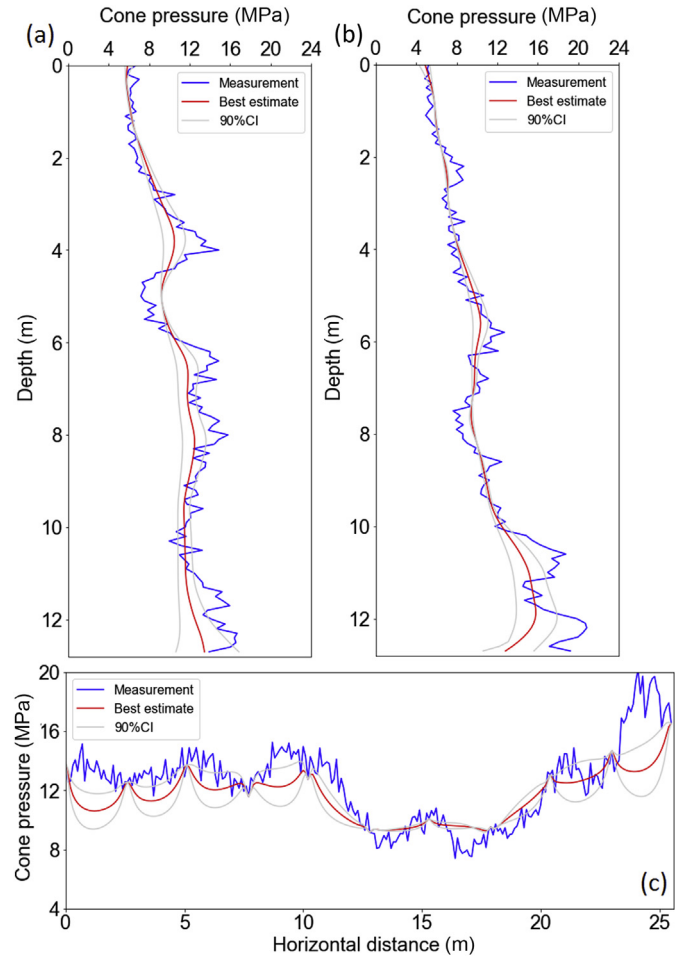 Cone pressure (MPa)
Cone pressure (MPa)
(a)
(b)
0 4 8 12 16 20 24
0 4 8 12 16 20 24
0
2
4
6
8
10
12
Depth (m)
Measurement
Best estimate
90%CI
0
2
4
6
8
10
12
Depth (m)
Measurement
Best estimate
90%CI
20
16
12
8
4
Cone pressure (MPa)
Measurement
Best estimate
90%CI
(c)
0 5 10 15 20 25
Horizontal distance (m)